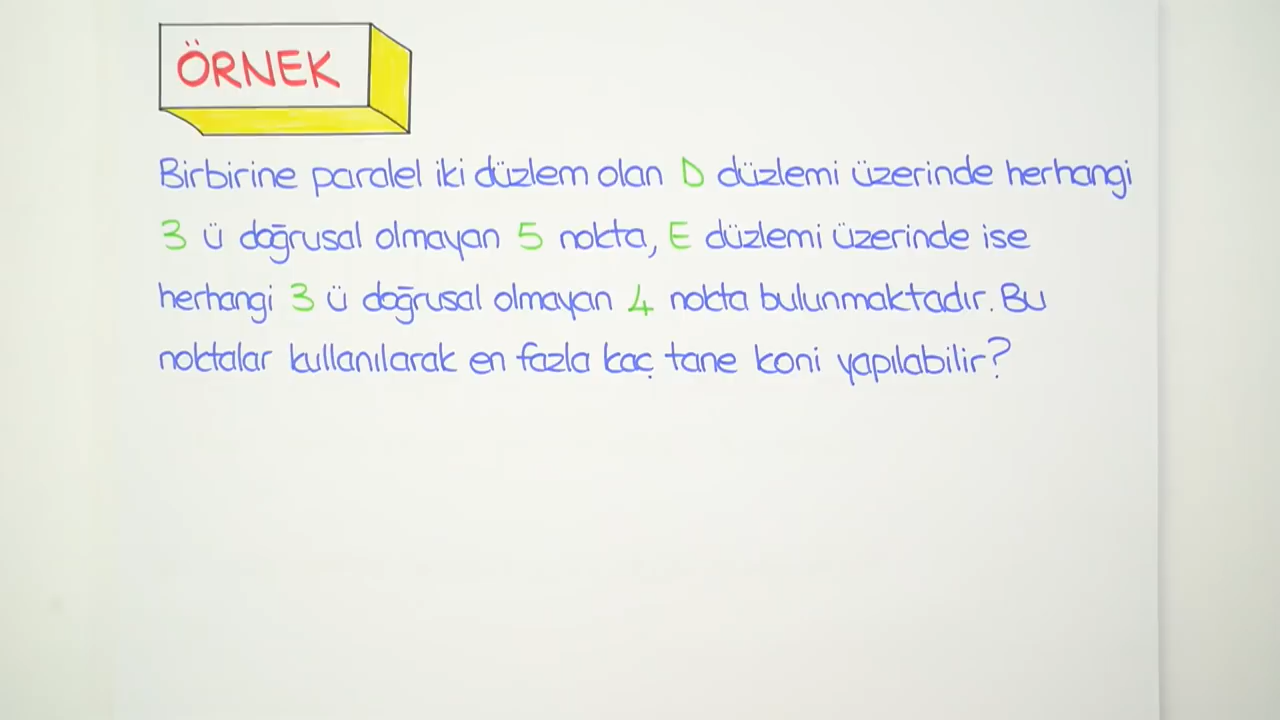 ÖRNEK
Birbirine paralel iki düzlem olan D düzlemi üzerinde herhangi
3 ü doğrusal olmayan 5 nokta, E düzlemi üzerinde ise
herhangi 3 ü doğrusal olmayan 4 nokta bulunmaktadır. Bu
noktalar kullanılarak en fazla kaç tane koni yapılabilir?